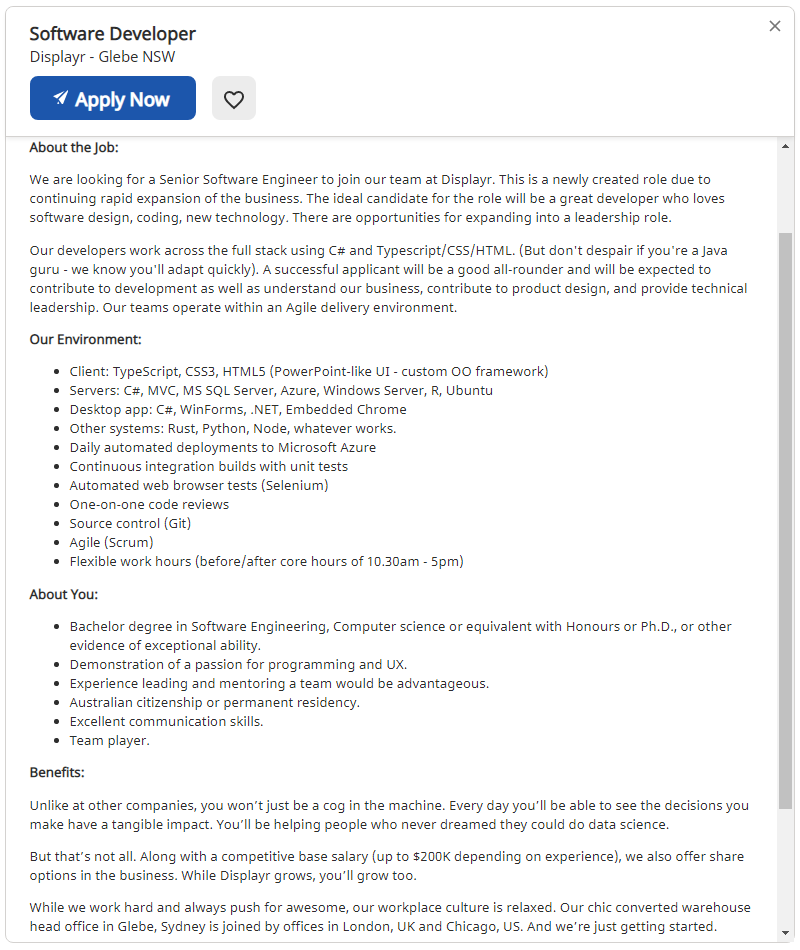 Software Developer
Displayr - Glebe NSW
Apply Now
About the Job:
We are looking for a Senior Software Engineer to join our team at Displayr. This is a newly created role due to
continuing rapid expansion of the business. The ideal candidate for the role will be a great developer who loves
software design, coding, new technology. There are opportunities for expanding into a leadership role.
Our developers work across the full stack using C# and Typescript/CSS/HTML. (But don't despair if you're a Java
guru - we know you'll adapt quickly). A successful applicant will be a good all-rounder and will be expected to
contribute to development as well as understand our business, contribute to product design, and provide technical
leadership. Our teams operate within an Agile delivery environment.
Our Environment:
• Client: TypeScript, CSS3, HTML5 (PowerPoint-like UI - custom OO framework)
• Servers: C#, MVC, MS SQL Server, Azure, Windows Server, R, Ubuntu
• Desktop app: C#, WinForms, .NET, Embedded Chrome
• Other systems: Rust, Python, Node, whatever works.
• Daily automated deployments to Microsoft Azure
• Continuous integration builds with unit tests
• Automated web browser tests (Selenium)
• One-on-one code reviews
• Source control (Git)
• Agile (Scrum)
• Flexible work hours (before/after core hours of 10.30am - 5pm)
About You:
• Bachelor degree in Software Engineering, Computer science or equivalent with Honours or Ph.D., or other
evidence of exceptional ability.
• Demonstration of a passion for programming and UX.
• Experience leading and mentoring a team would be advantageous.
• Australian citizenship or permanent residency.
• Excellent communication skills.
• Team player.
Benefits:
Unlike at other companies, you won’t just be a cog in the machine. Every day you’ll be able to see the decisions you
make have a tangible impact. You’ll be helping people who never dreamed they could do data science.
But that’s not all. Along with a competitive base salary (up to $200K depending on experience), we also offer share
options in the business. While Displayr grows, you’ll grow too.
While we work hard and always push for awesome, our workplace culture is relaxed. Our chic converted warehouse
head office in Glebe, Sydney is joined by offices in London, UK and Chicago, US. And we’re just getting started.